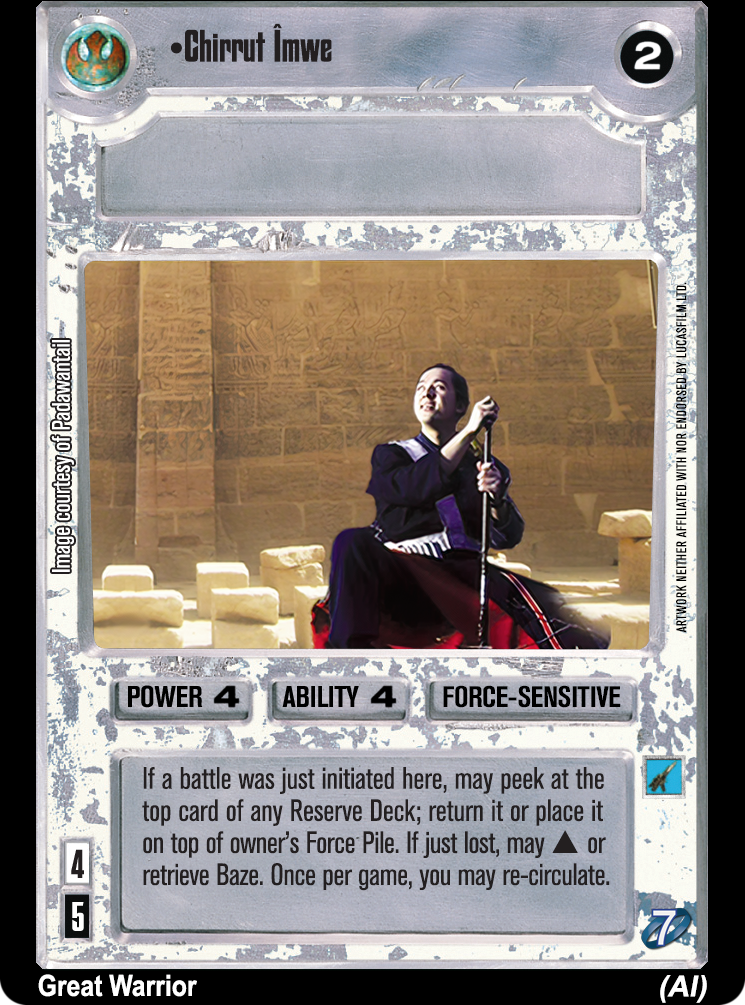 •Chirrut Îmwe
2
Image courtesy of Padawantail
ARTWORK NEITHER AFFILIATED WITH NOR ENDORSED BY LUCASFILM LTD.
POWER 4
ABILITY 4
FORCE-SENSITIVE
If a battle was just initiated here, may peek at the
top card of any Reserve Deck; return it or place it
on top of owner's Force Pile. If just lost, may ▲ or
retrieve Baze. Once per game, you may re-circulate.
4
5
7
Great Warrior
(AI)